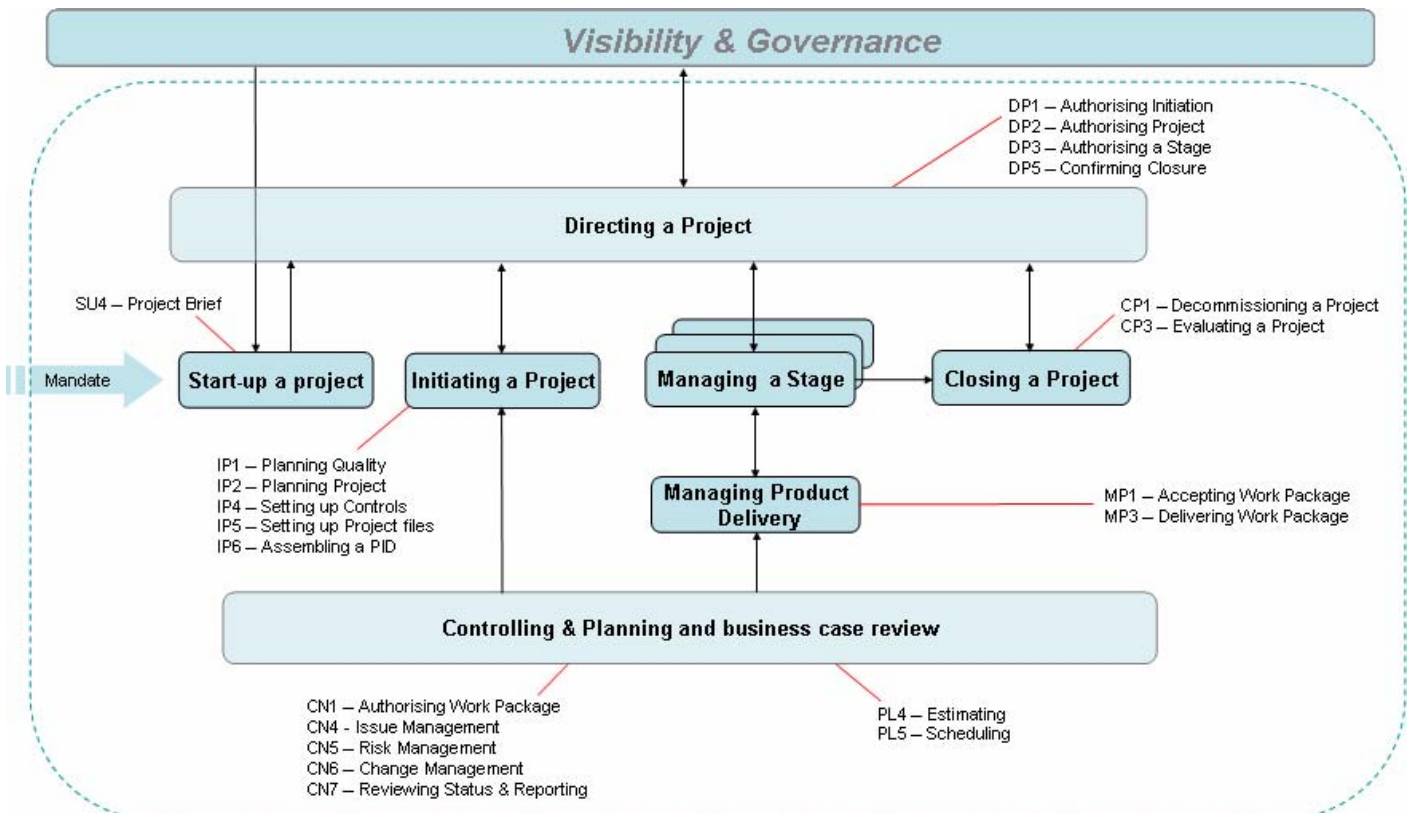 Visibility & Governance
DP1 – Authorising Initiation
DP2 – Authorising Project
DP3 – Authorising a Stage
DP5 – Confirming Closure
Directing a Project
SU4 – Project Brief
CP1 – Decommissioning a Project
CP3 – Evaluating a Project
Mandate
Start-up a project
Initiating a Project
Managing a Stage
Closing a Project
IP1 – Planning Quality
IP2 – Planning Project
IP4 – Setting up Controls
IP5 – Setting up Project files
IP6 – Assembling a PID
Managing Product
Delivery
MP1 – Accepting Work Package
MP3 – Delivering Work Package
Controlling & Planning and business case review
CN1 – Authorising Work Package
CN4 - Issue Management
CN5 – Risk Management
CN6 – Change Management
CN7 – Reviewing Status & Reporting
PL4 – Estimating
PL5 – Scheduling